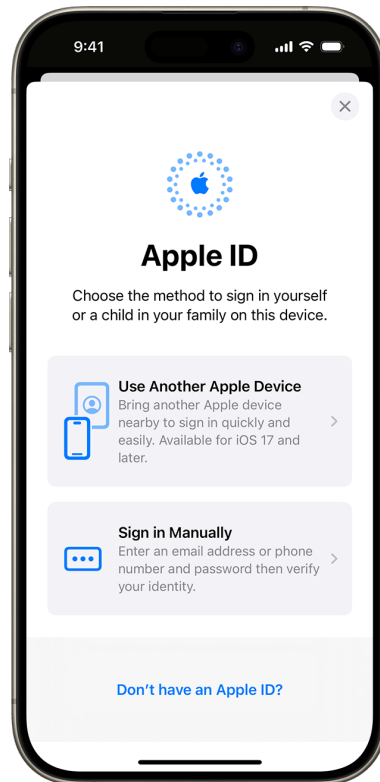 9:41
Apple ID
Choose the method to sign in yourself
or a child in your family on this device.
Use Another Apple Device
Bring another Apple device
nearby to sign in quickly and
easily. Available for iOS 17 and
later.
Sign in Manually
Enter an email address or phone
number and password then verify
your identity.
Don’t have an Apple ID?